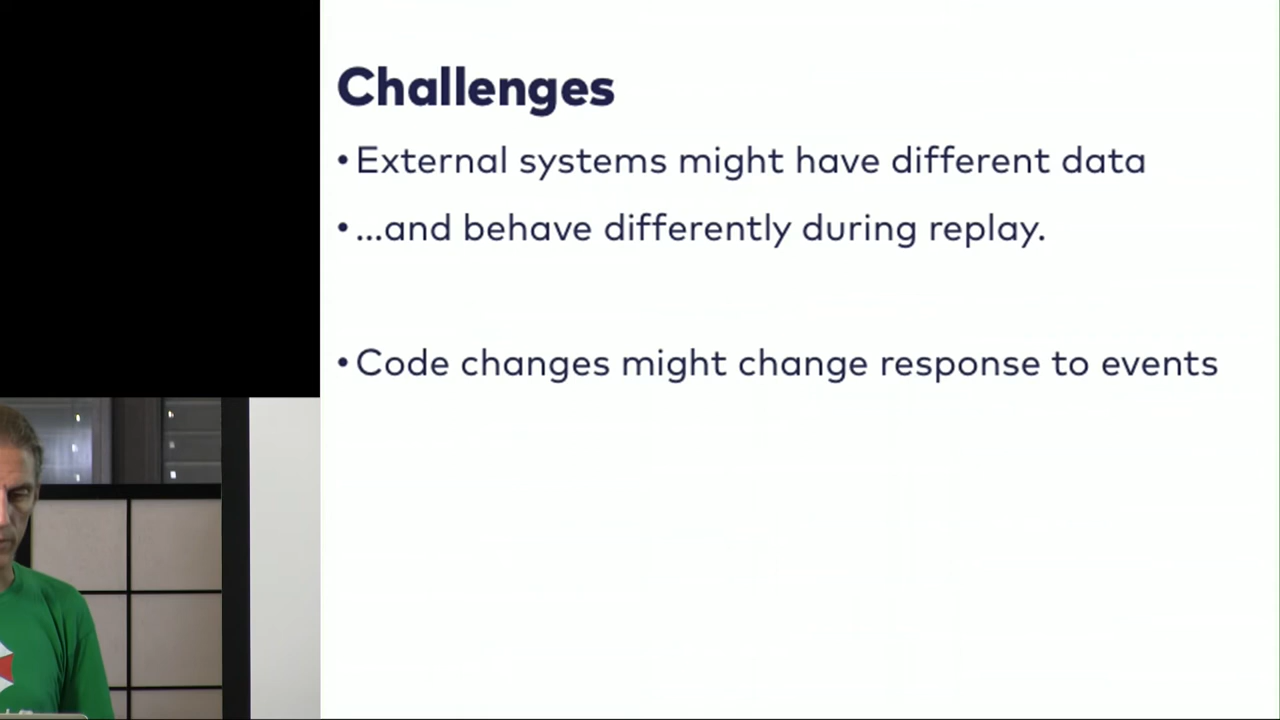 Challenges
• External systems might have different data
• ...and behave differently during replay.
• Code changes might change response to events